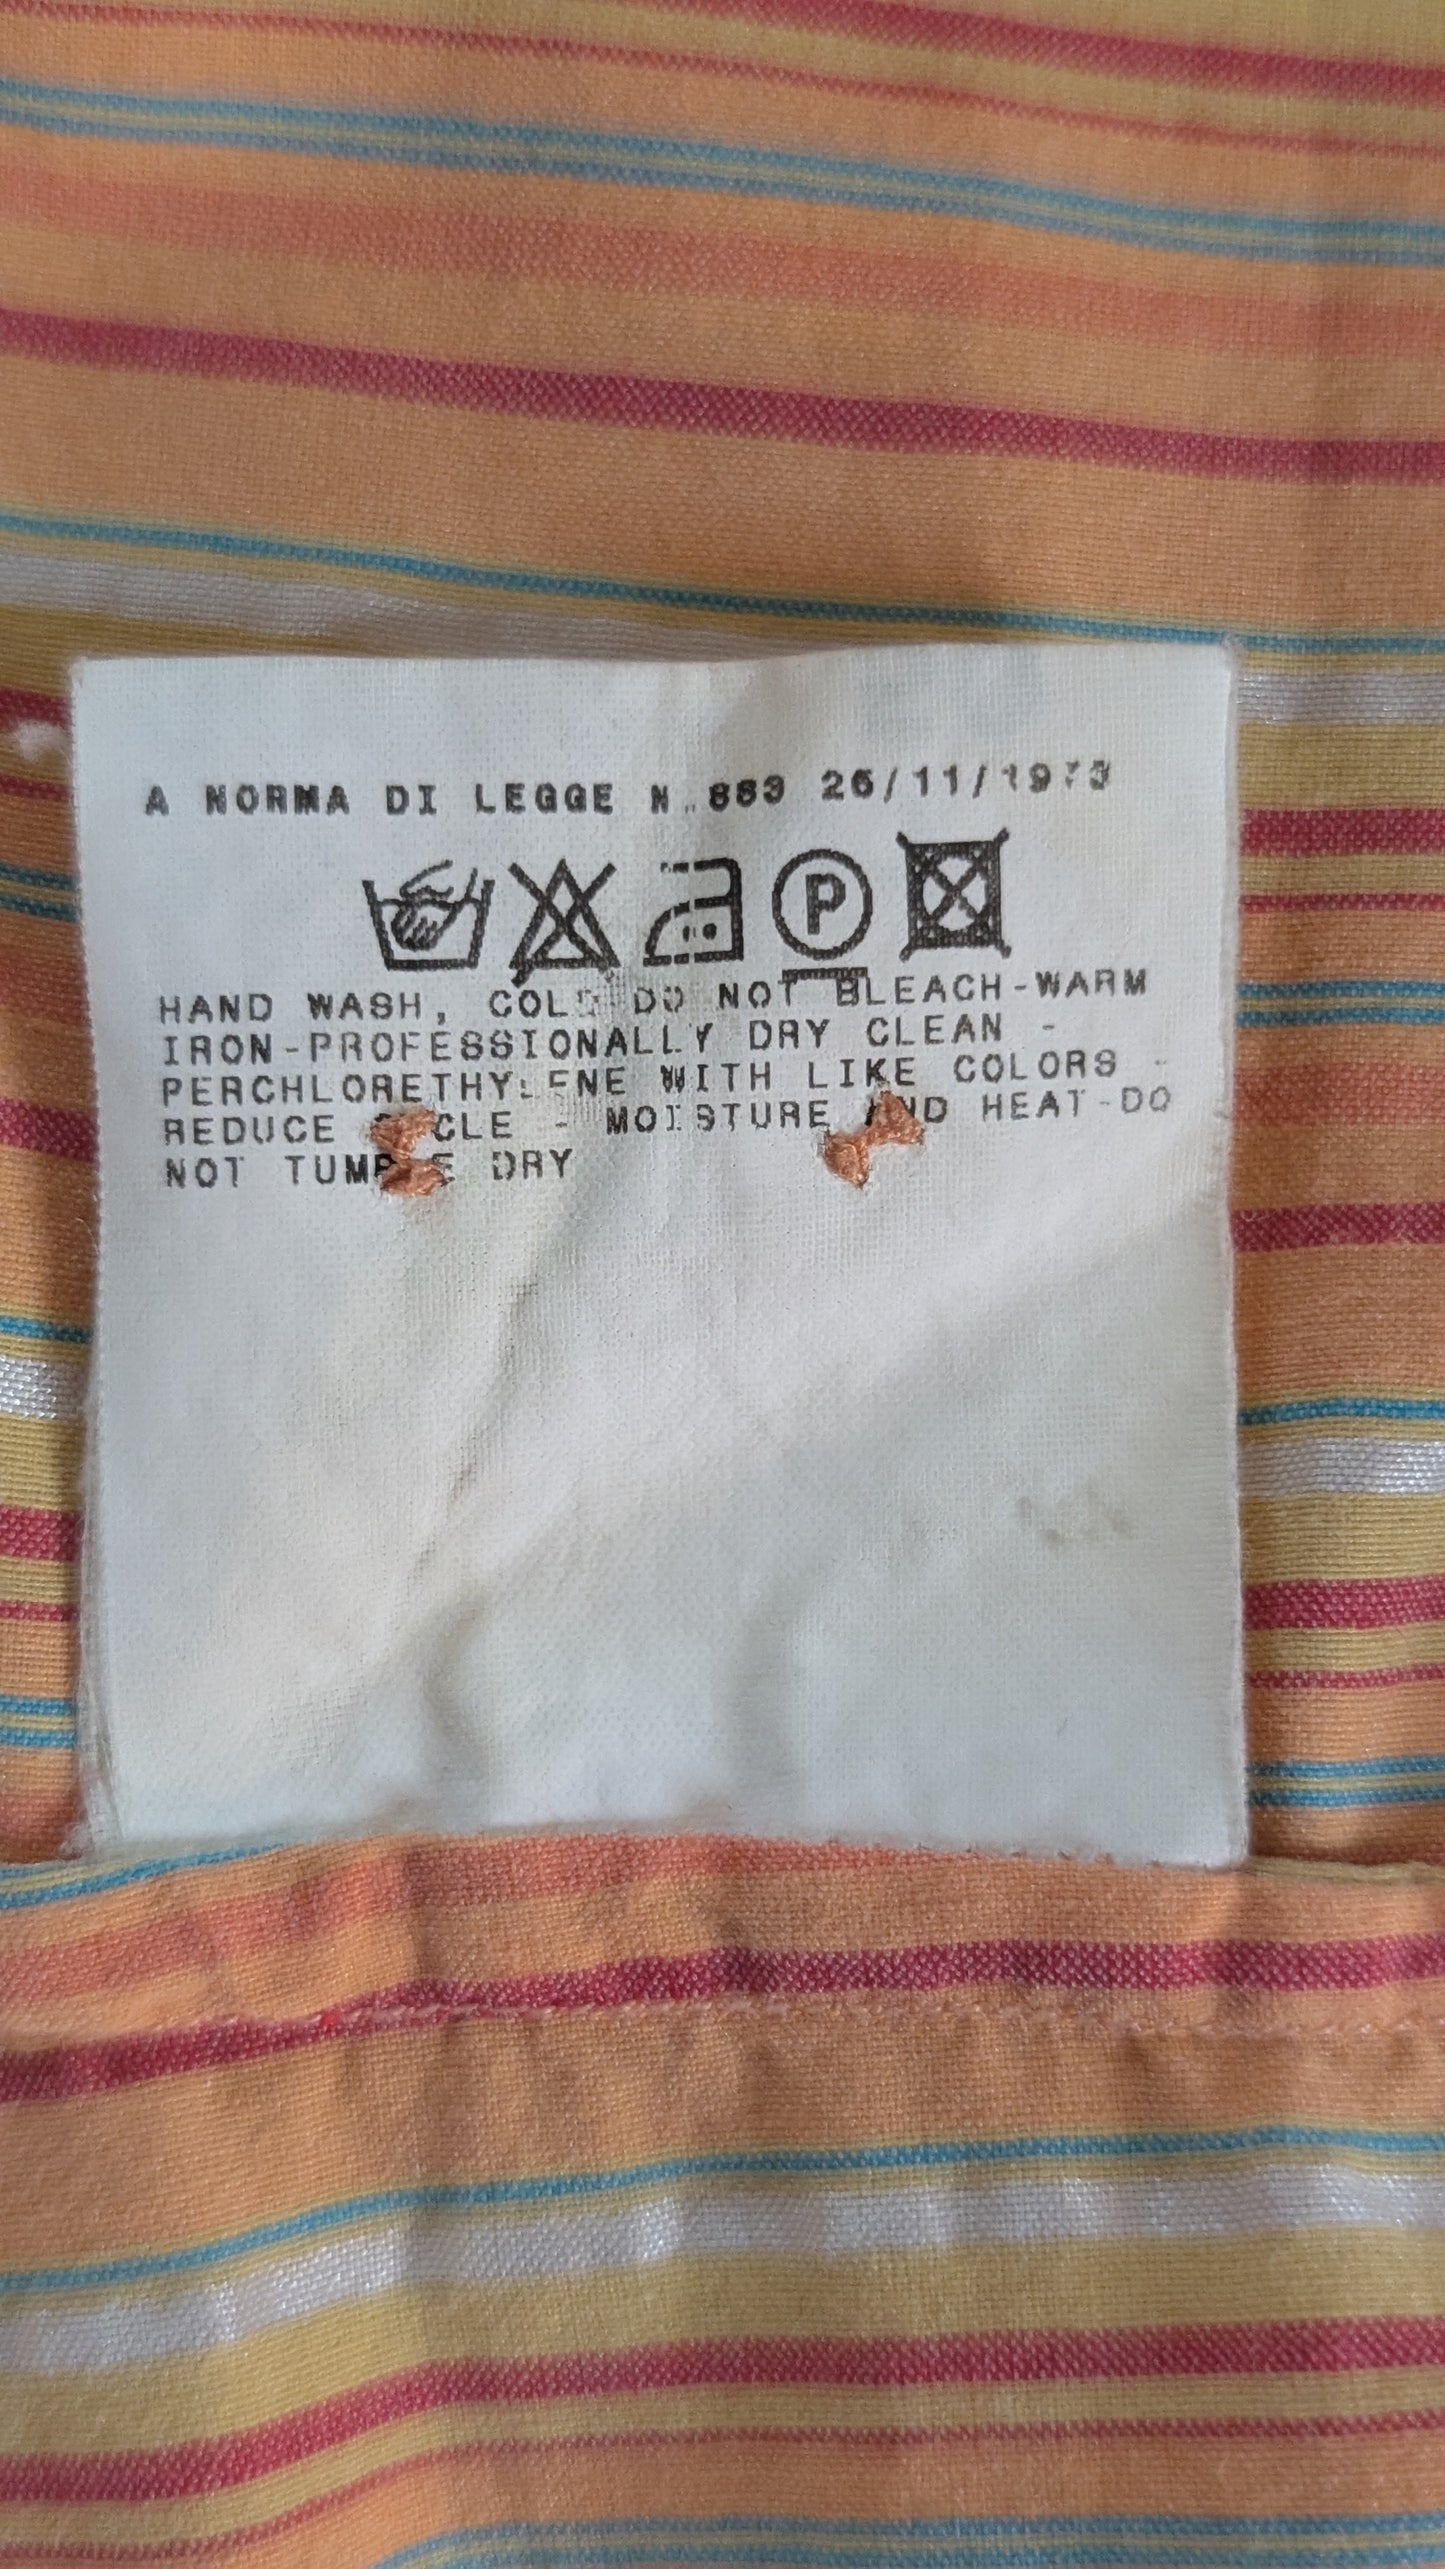 A NORMA DI LEGGE N.883 26/11/1973
P
HAND WASH, COLD DO NOT BLEACH-WARM
IRON-PROFESSIONALLY DRY CLEAN -
PERCHLORETHYLENE WITH LIKE COLORS -
REDUCE CYCLE - MOISTURE AND HEAT-DO
NOT TUMBLE DRY